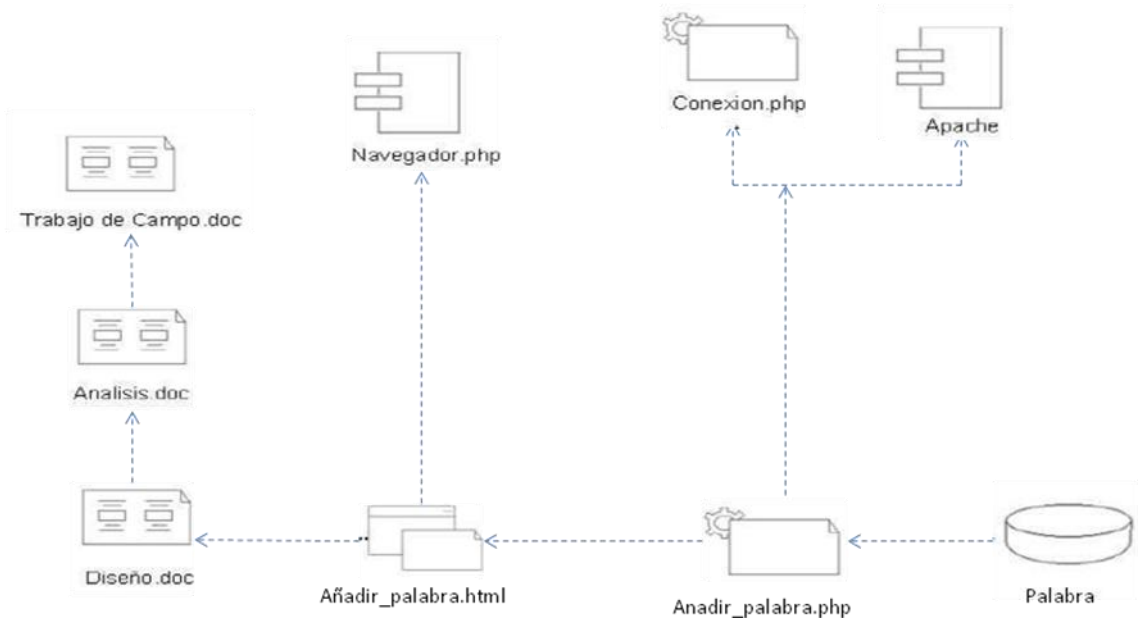 Conexion.php
Apache
Navegador.php
Trabajo de Campo.doc
Analisis.doc
Diseño.doc
Añadir_palabra.html
Anadir_palabra.php
Palabra